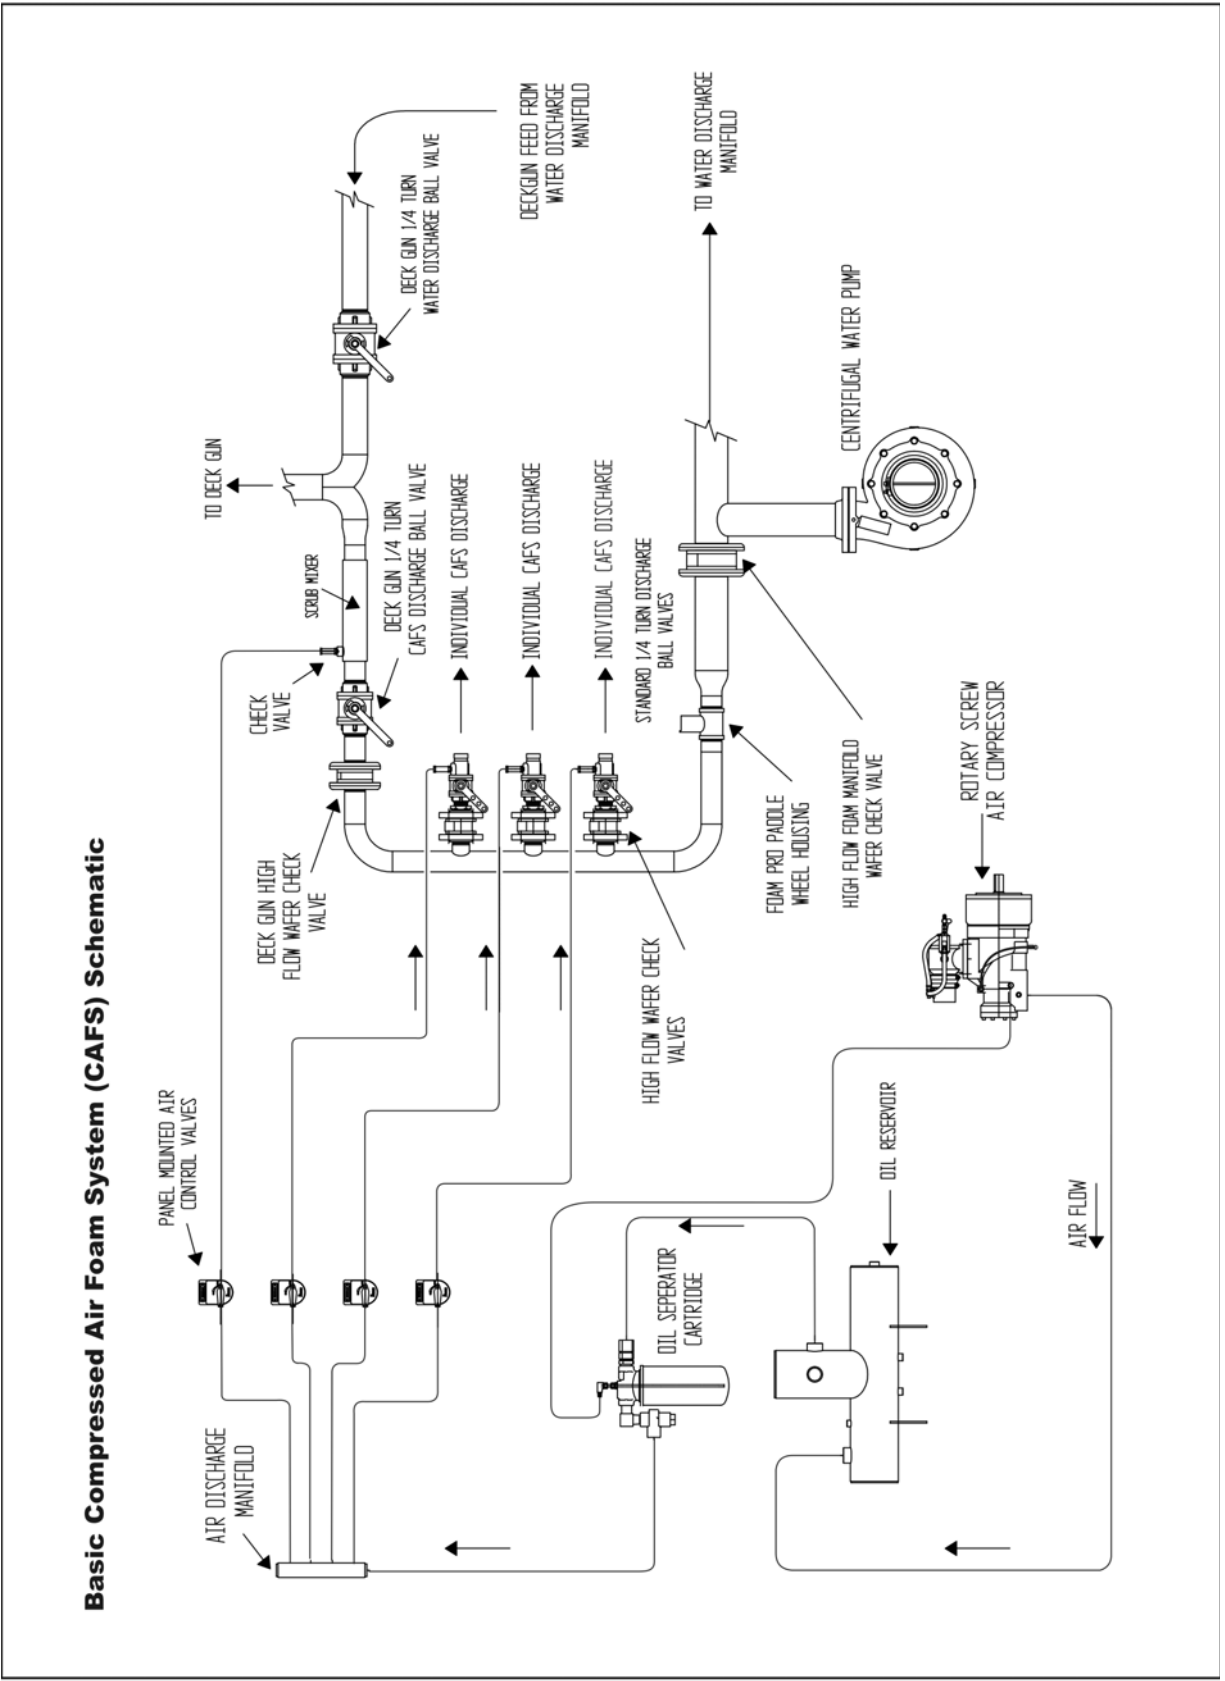 Basic Compressed Air Foam System (CAFS) Schematic
AIR DISCHARGE
MANIFOLD
PANEL MOUNTED AIR
CONTROL VALVES
DECK GUN HIGH
FLOW WAFER CHECK
VALVE
CHECK
VALVE
SCRUB MIXER
TO DECK GUN
DECK GUN 1/4 TURN
CAFS DISCHARGE BALL VALVE
DECK GUN 1/4 TURN
WATER DISCHARGE BALL VALVE
DECKGUN FEED FROM
WATER DISCHARGE
MANIFOLD
INDIVIDUAL CAFS DISCHARGE
INDIVIDUAL CAFS DISCHARGE
INDIVIDUAL CAFS DISCHARGE
STANDARD 1/4 TURN DISCHARGE
BALL VALVES
TO WATER DISCHARGE
MANIFOLD
HIGH FLOW WAFER CHECK
VALVES
FOAM PRO PADDLE
WHEEL HOUSING
HIGH FLOW FOAM MANIFOLD
WAFER CHECK VALVE
CENTRIFUGAL WATER PUMP
OIL SEPERATOR
CARTRIDGE
OIL RESERVOIR
ROTARY SCREW
AIR COMPRESSOR
AIR FLOW